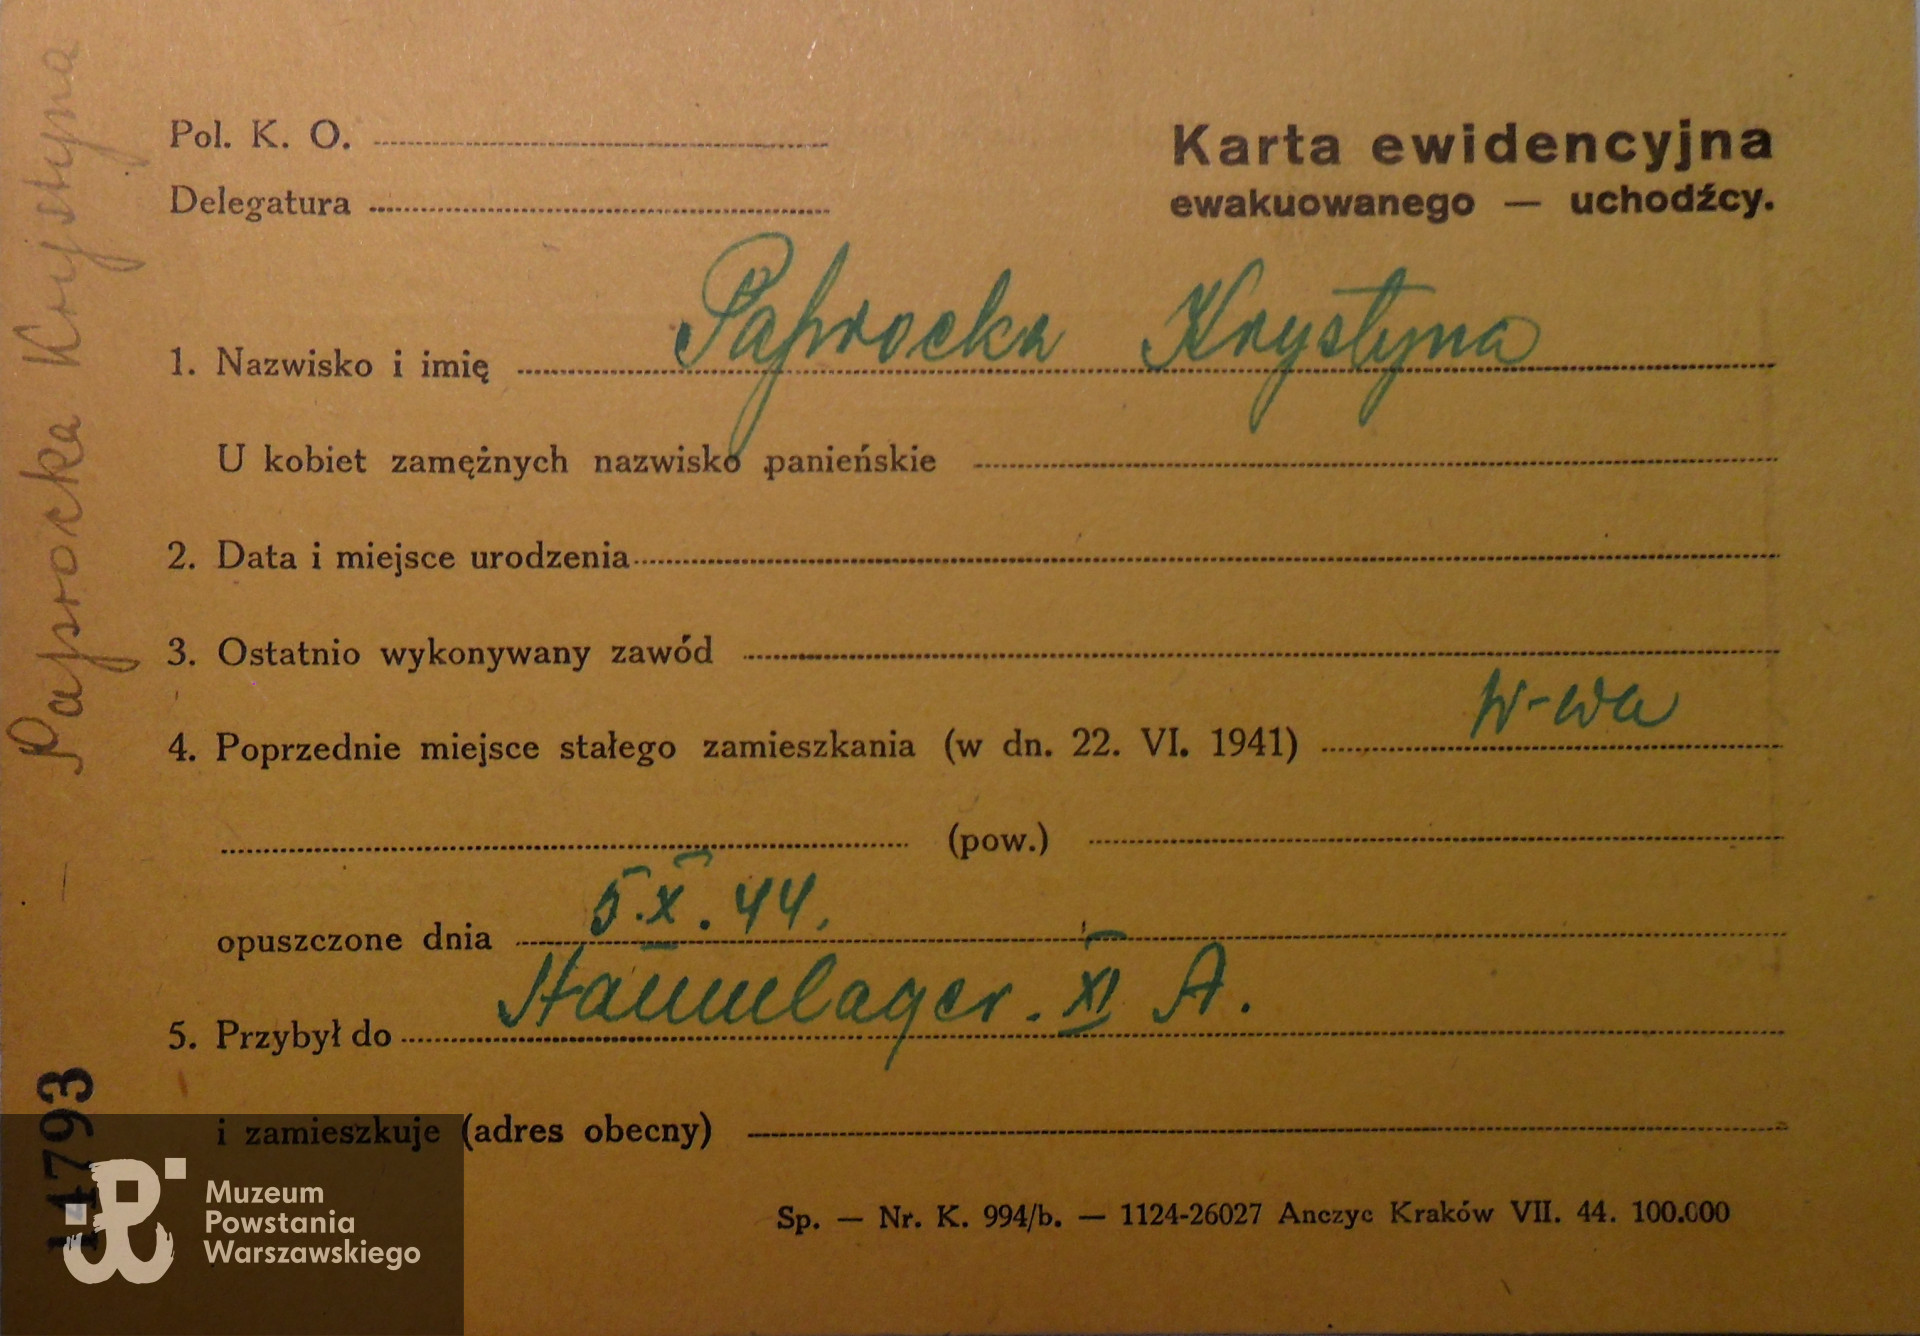 Pol. K. O.
Delegatura
Karta ewidencyjna
ewakuowanego — uchodźcy.
1. Nazwisko i imię Paprocka Krystyna
U kobiet zamężnych nazwisko panieńskie
2. Data i miejsce urodzenia
3. Ostatnio wykonywany zawód
4. Poprzednie miejsce stałego zamieszkania (w dn. 22. VI. 1941) W-wa
(pow.)
opuszczone dnia 5.X.44.
5. Przybył do Stammlager. XI A.
i zamieszkuje (adres obecny)
Sp. — Nr. K. 994/b. — 1124-26027 Anczyc Kraków VII. 44. 100.000
Paprocka Krystyna
14793
Muzeum
Powstania
Warszawskiego